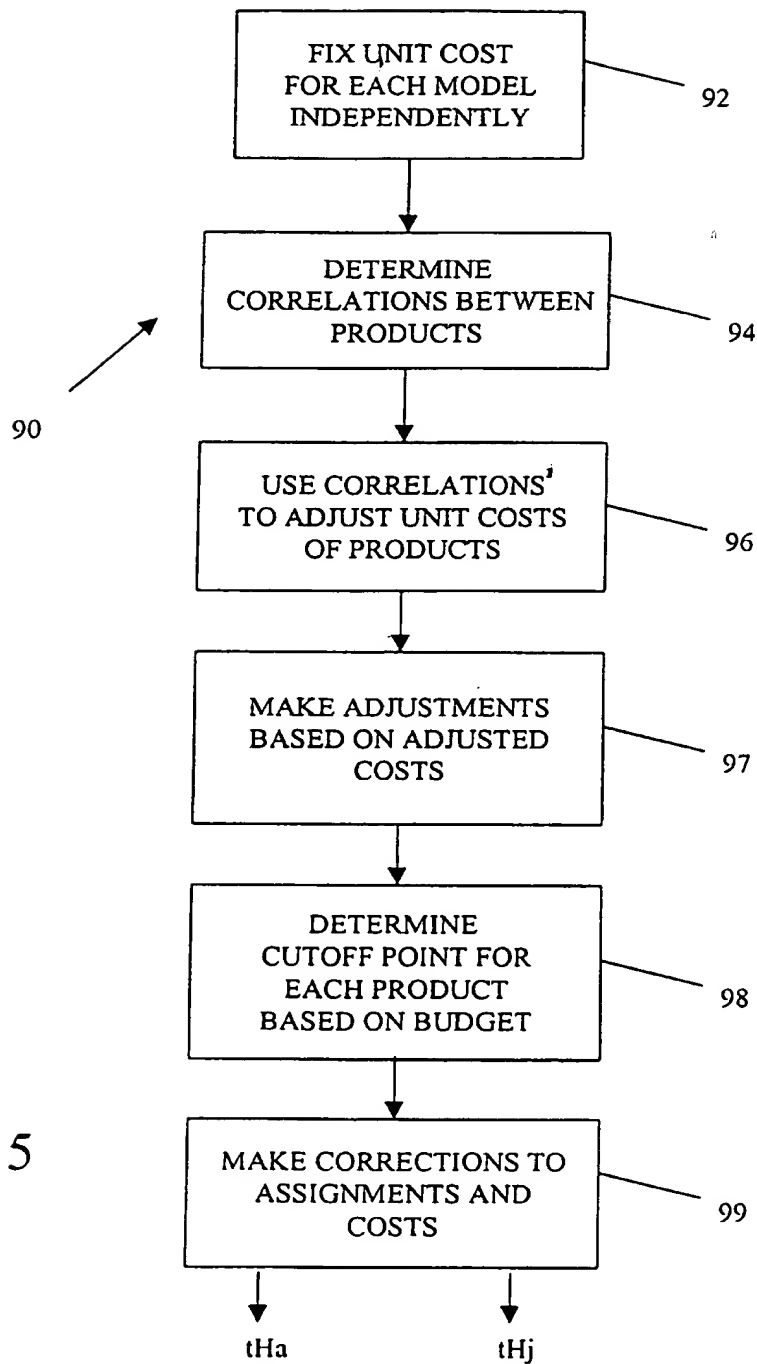 FIX UNIT COST
FOR EACH MODEL
INDEPENDENTLY
92
DETERMINE
CORRELATIONS BETWEEN
PRODUCTS
94
90
USE CORRELATIONS
TO ADJUST UNIT COSTS
OF PRODUCTS
96
MAKE ADJUSTMENTS
BASED ON ADJUSTED
COSTS
97
DETERMINE
CUTOFF POINT FOR
EACH PRODUCT
BASED ON BUDGET
98
5
MAKE CORRECTIONS TO
ASSIGNMENTS AND
COSTS
99
tHa
tHj